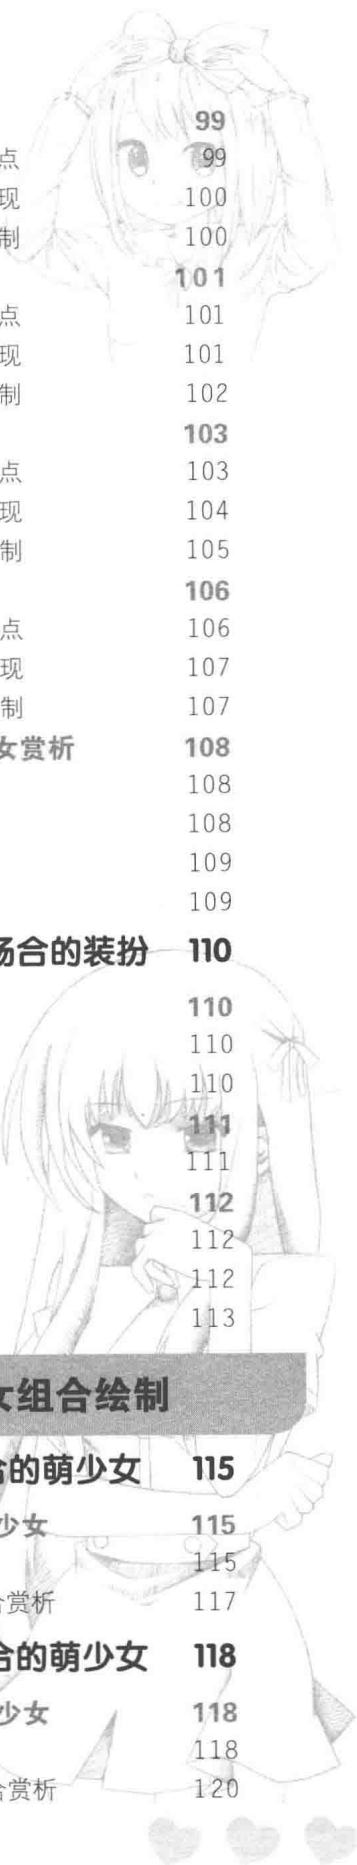 99
点 99
现 100
制 100
101
点 101
现 101
制 102
103
点 103
现 104
制 105
106
点 106
现 107
制 107
女赏析 108
108
108
109
109
场合的装扮 110
110
110
110
111
111
112
112
112
113
女组合绘制
合的萌少女 115
少女 115
115
合赏析 117
合的萌少女 118
少女 118
118
合赏析 120